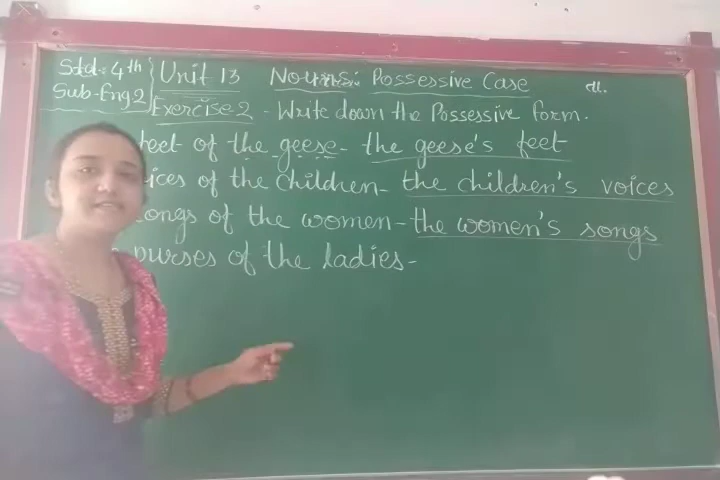 Std:- 4th Unit 13 Nouns: Possessive Case dt.
Sub-Eng 2 Exercise 2 - Write down the Possessive Form.
feet of the geese - the geese's feet
ices of the children - the children's voices
ongs of the women - the women's songs
purses of the ladies -